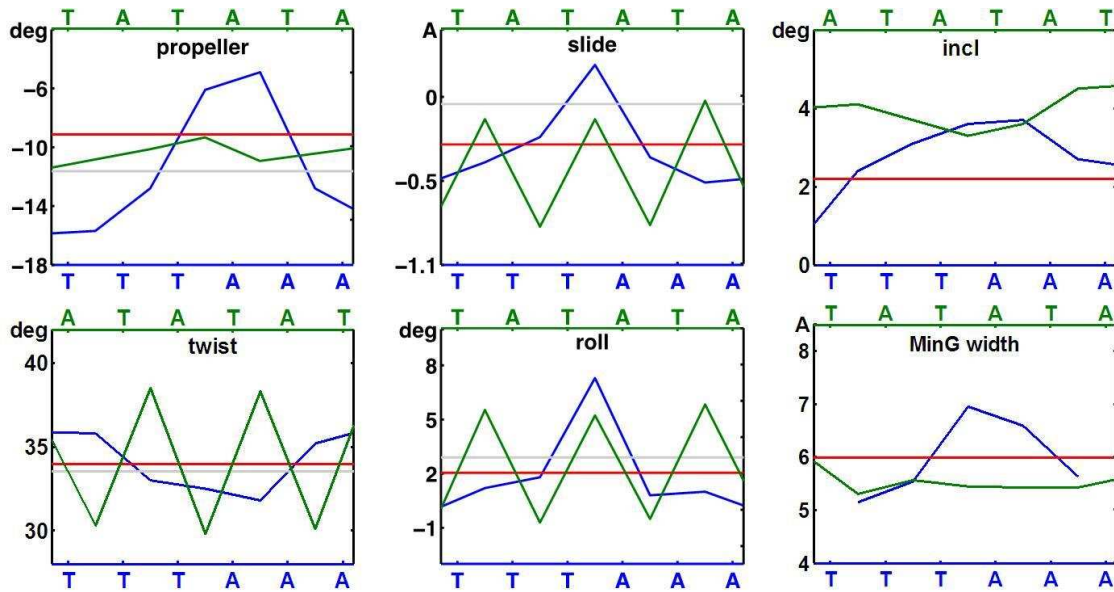 T A T A T A
deg
propeller
−6
−10
−14
−18
T T T A A A
T A T A T A
A
slide
0
−0.5
−1.1
T T T A A A
A T A T A T
deg
incl
4
2
0
T T T A A A
A T A T A T
deg
twist
40
35
30
T T T A A A
T A T A T A
deg
roll
8
5
2
−1
T T T A A A
T A T A T A
A
MinG width
8
7
6
5
4
T T T A A A